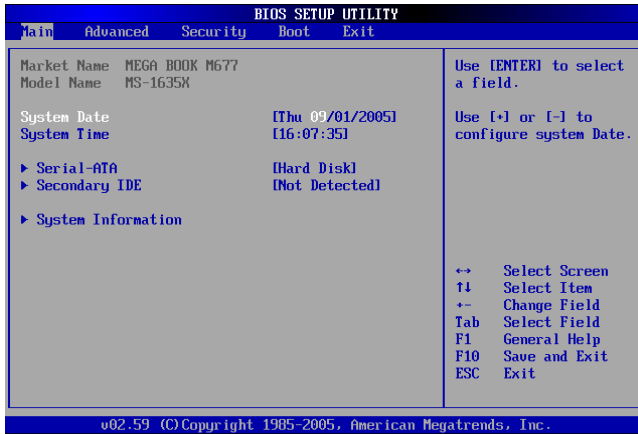 BIOS SETUP UTILITY
Main Advanced Security Boot Exit
Market Name MEGA BOOK M677
Model Name MS-1635X
System Date [Thu 09/01/2005]
System Time [16:07:35]
▶ Serial-ATA [Hard Disk]
▶ Secondary IDE [Not Detected]
▶ System Information
Use [ENTER] to select
a field.
Use [+] or [-] to
configure system Date.
↔ Select Screen
↑↓ Select Item
+- Change Field
Tab Select Field
F1 General Help
F10 Save and Exit
ESC Exit
v02.59 (C)Copyright 1985-2005, American Megatrends, Inc.